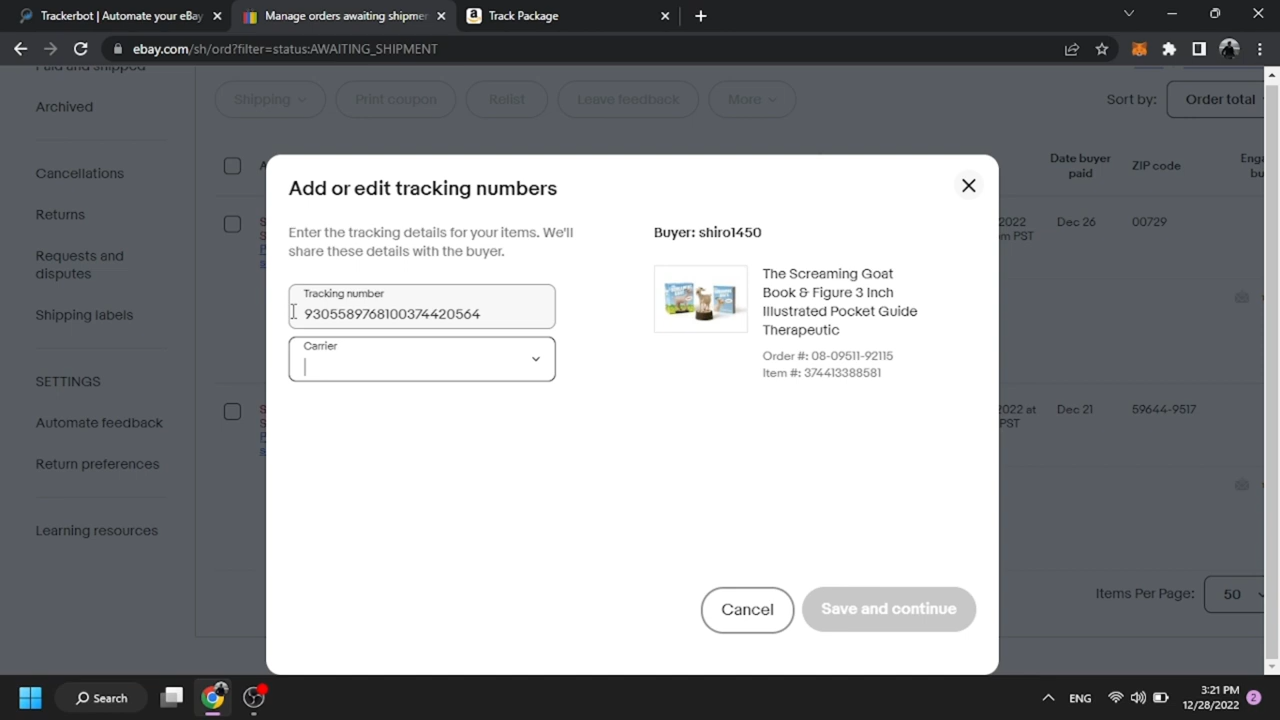 Trackerbot | Automate your eBay
Manage orders awaiting shipmer
Track Package
ebay.com/sh/ord?filter=status:AWAITING_SHIPMENT
Paid and shipped
Archived
Cancellations
Returns
Requests and
disputes
Shipping labels
SETTINGS
Automate feedback
Return preferences
Learning resources
Shipping
Print coupon
Relist
Leave feedback
More
Sort by:
Order total
Date buyer
paid
ZIP code
Enga
bu
2022
pm PST
Dec 26
00729
2022 at
PST
Dec 21
59644-9517
Items Per Page:
50
Add or edit tracking numbers
Enter the tracking details for your items. We'll
share these details with the buyer.
Tracking number
9305589768100374420564
Carrier
Buyer: shiro1450
The Screaming Goat
Book & Figure 3 Inch
Illustrated Pocket Guide
Therapeutic
Order #: 08-09511-92115
Item #: 374413388581
Cancel
Save and continue
Search
ENG
3:21 PM
12/28/2022
2